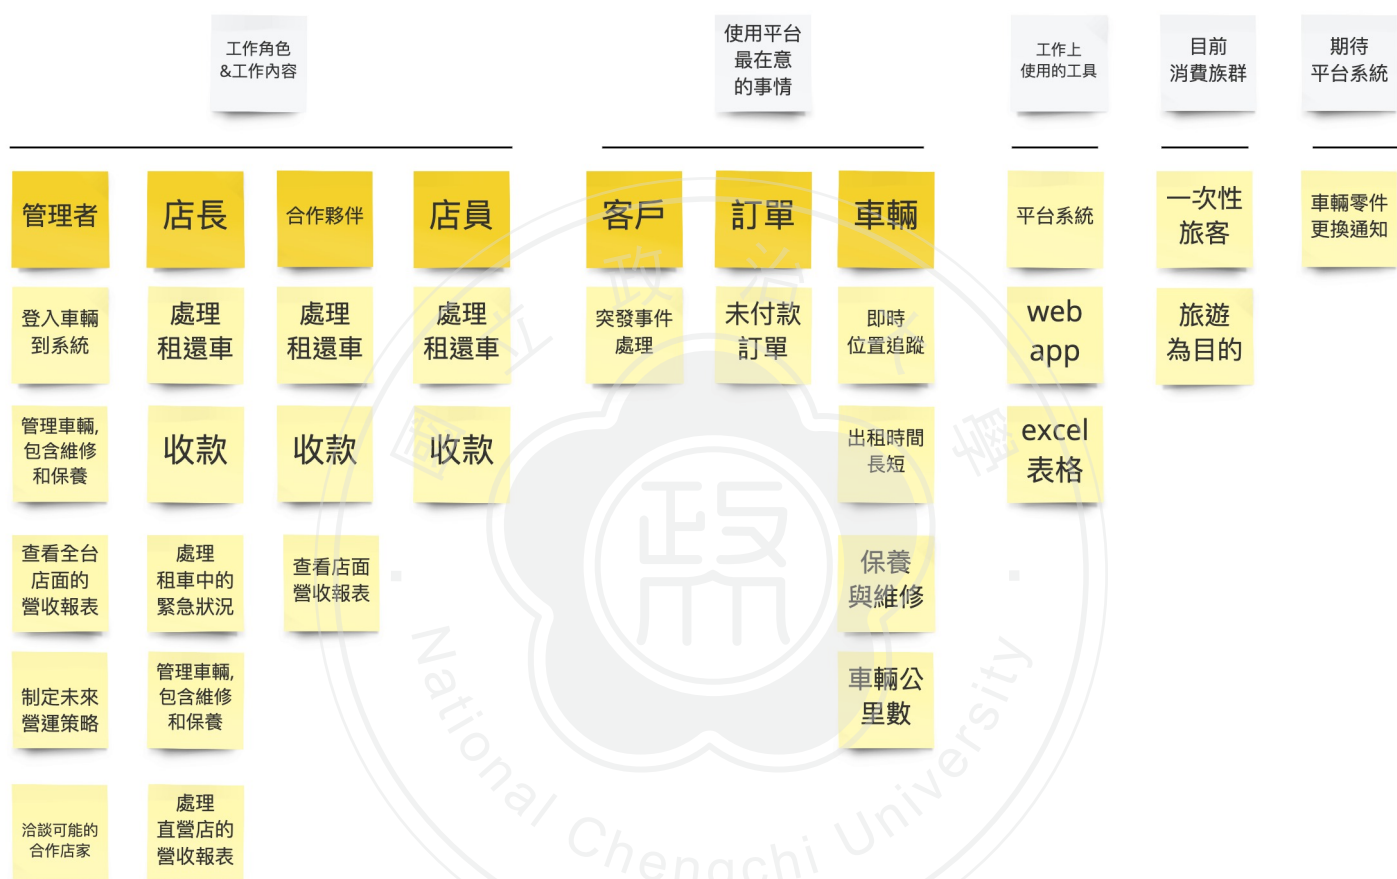 工作角色
&工作內容
管理者
登入車輛
到系統
管理車輛,
包含維修
和保養
查看全台
店面的
營收報表
制定未來
營運策略
洽談可能的
合作店家
店長
處理
租還車
收款
處理
租車中的
緊急狀況
管理車輛,
包含維修
和保養
處理
直營店的
營收報表
合作夥伴
處理
租還車
收款
查看店面
營收報表
店員
處理
租還車
收款
使用平台
最在意
的事情
客戶
突發事件
處理
訂單
未付款
訂單
車輛
即時
位置追蹤
出租時間
長短
保養
與維修
車輛公
里數
工作上
使用的工具
平台系統
web
app
excel
表格
目前
消費族群
一次性
旅客
旅遊
為目的
期待
平台系統
車輛零件
更換通知
國立政治大學
政
National Chengchi University